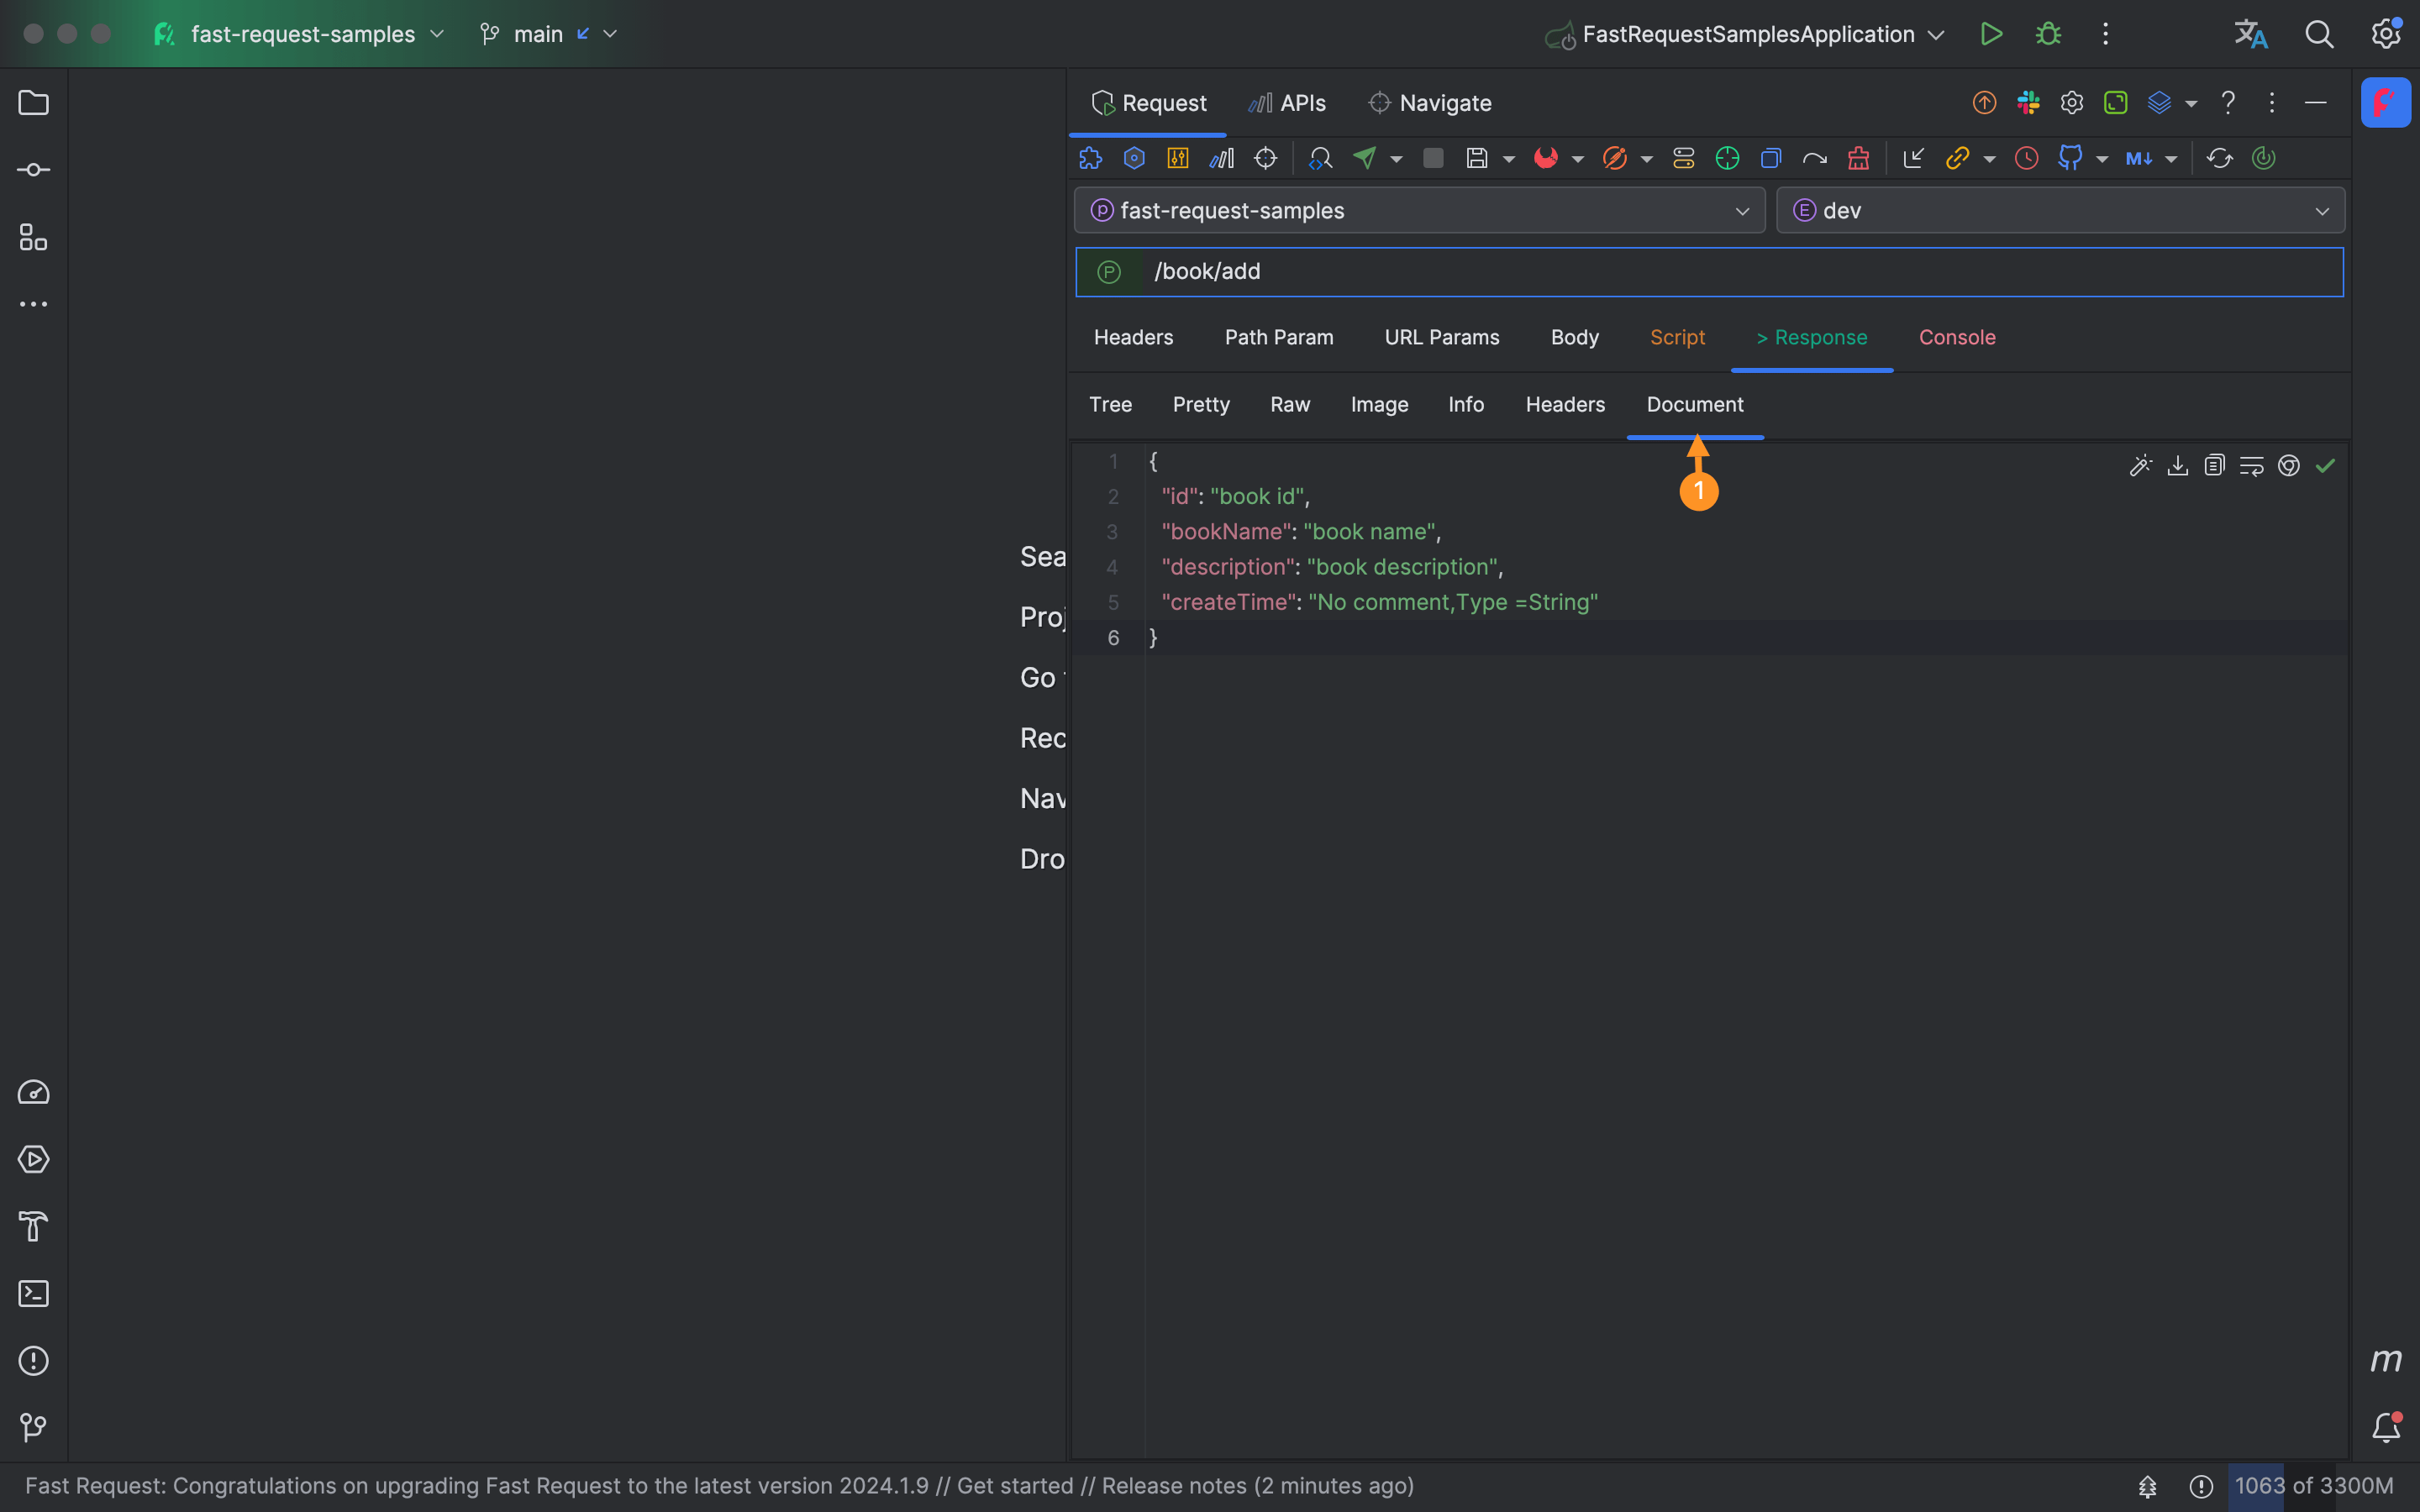 fast-request-samples
main
FastRequestSamplesApplication
Request
APIs
Navigate
M↓
P fast-request-samples
E dev
P /book/add
Headers
Path Param
URL Params
Body
Script
> Response
Console
Tree
Pretty
Raw
Image
Info
Headers
Document
1
1 {
2 "id": "book id",
3 "bookName": "book name",
4 "description": "book description",
5 "createTime": "No comment,Type =String"
6 }
Sea
Proj
Go
Rec
Nav
Dro
m
Fast Request: Congratulations on upgrading Fast Request to the latest version 2024.1.9 // Get started // Release notes (2 minutes ago)
1063 of 3300M